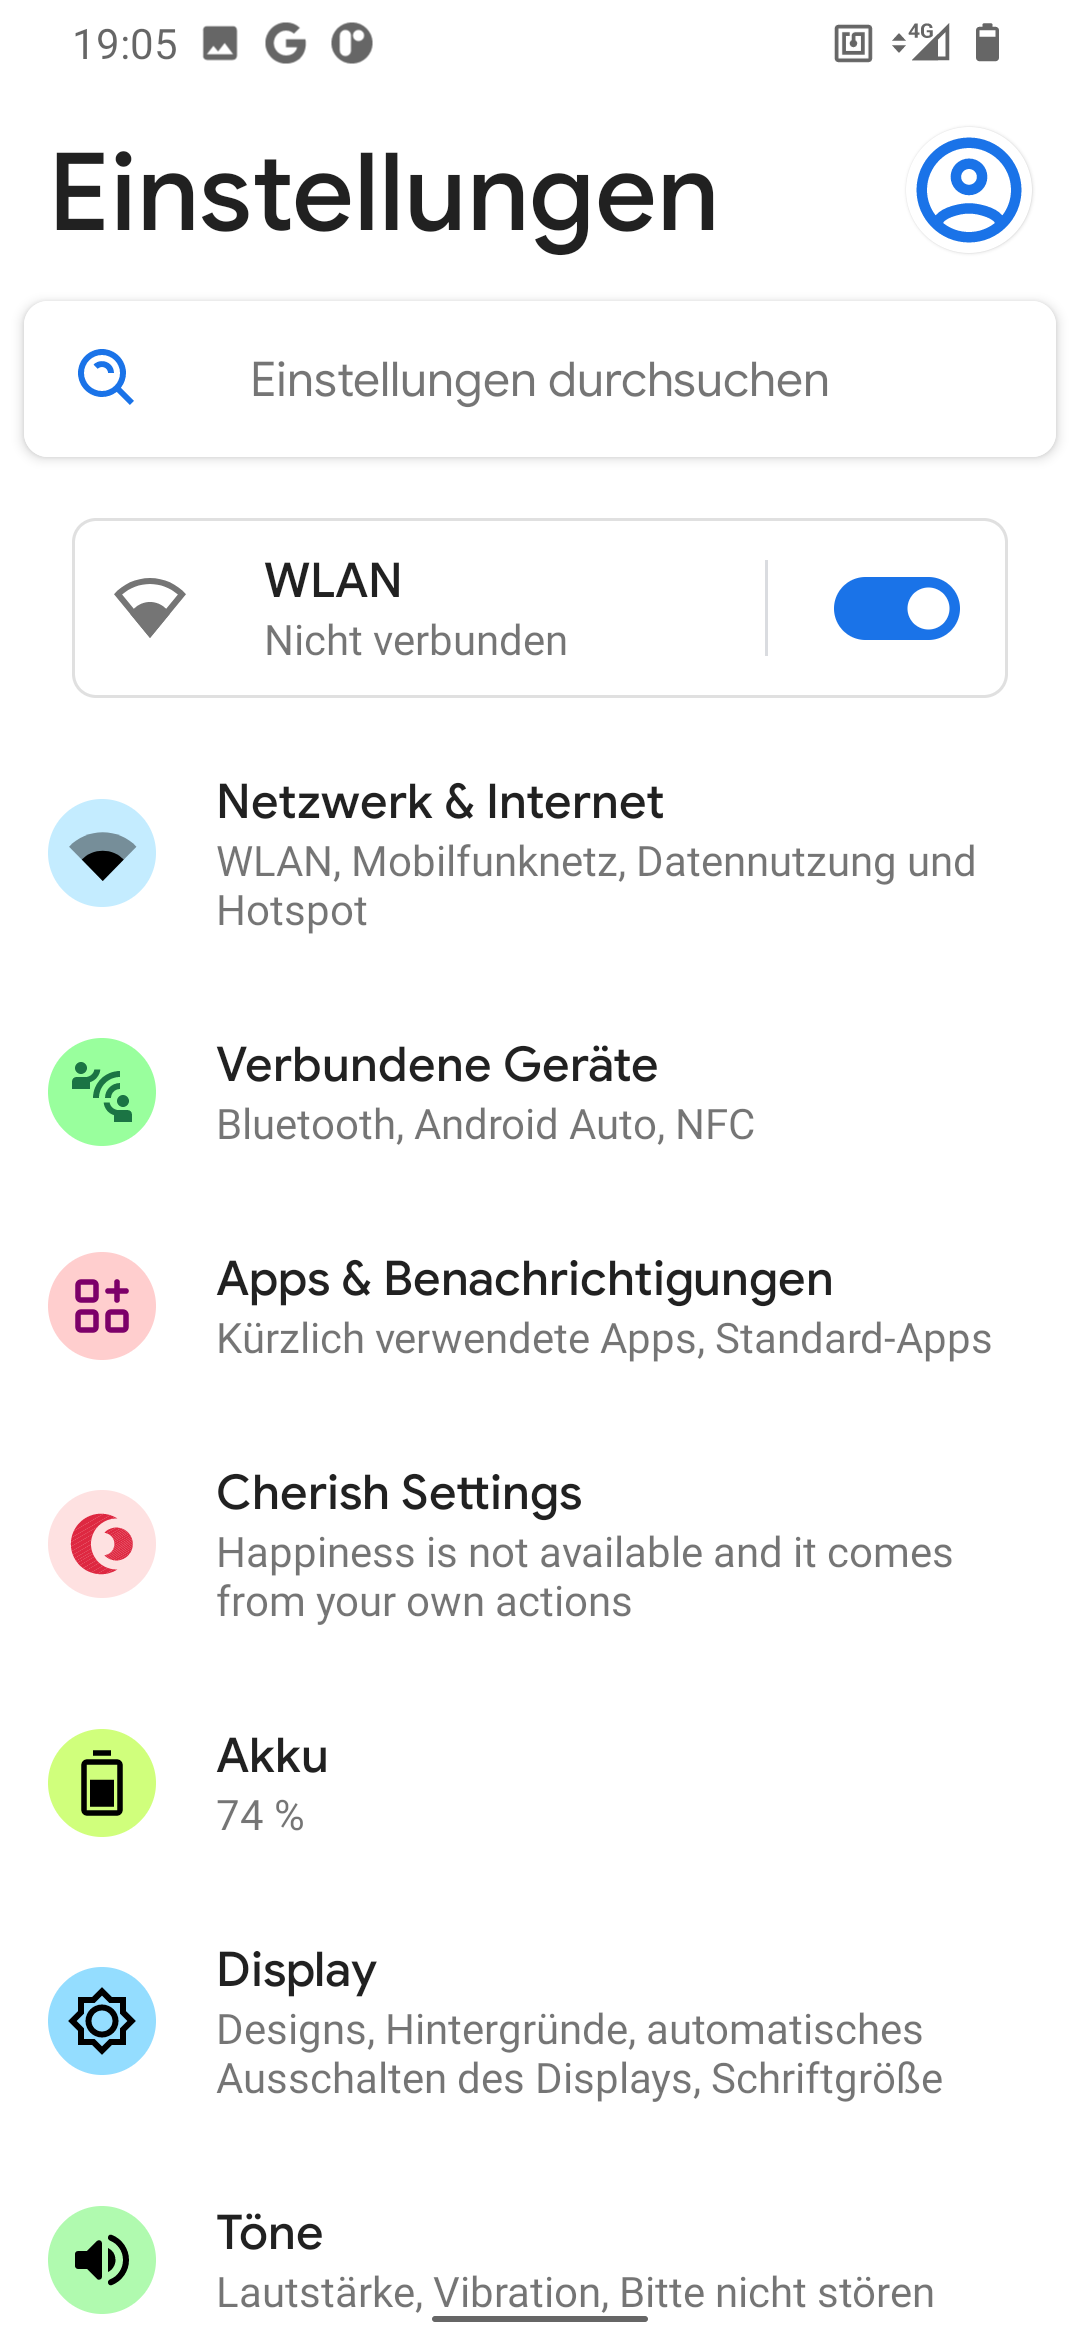 19:05
4G
Einstellungen
Einstellungen durchsuchen
WLAN
Nicht verbunden
Netzwerk & Internet
WLAN, Mobilfunknetz, Datennutzung und
Hotspot
Verbundene Geräte
Bluetooth, Android Auto, NFC
Apps & Benachrichtigungen
Kürzlich verwendete Apps, Standard-Apps
Cherish Settings
Happiness is not available and it comes
from your own actions
Akku
74 %
Display
Designs, Hintergründe, automatisches
Ausschalten des Displays, Schriftgröße
Töne
Lautstärke, Vibration, Bitte nicht stören